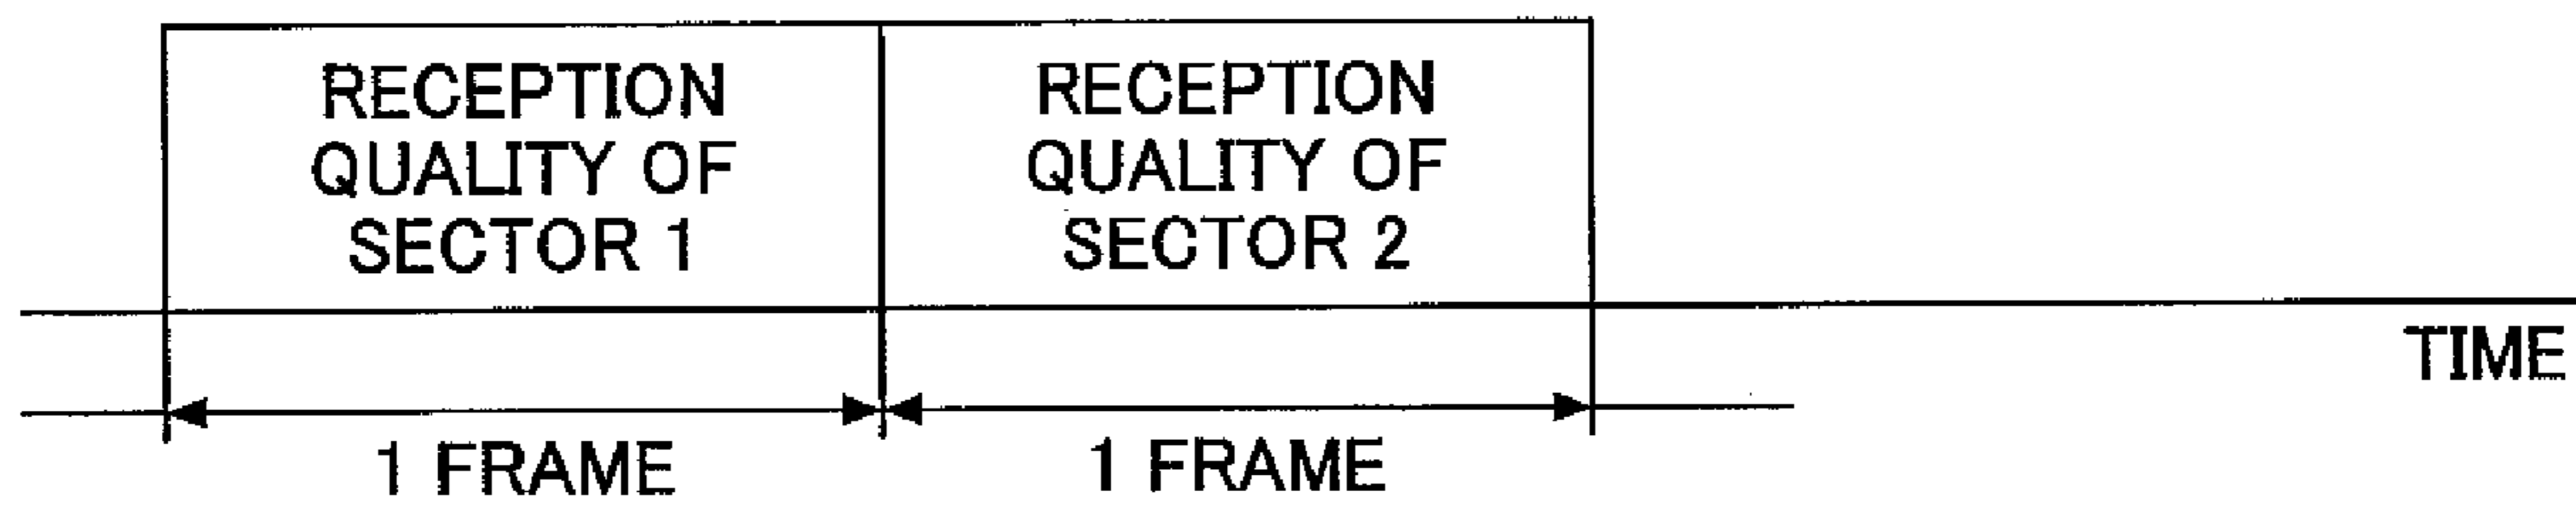 RECEPTION
QUALITY OF
SECTOR 1
RECEPTION
QUALITY OF
SECTOR 2
TIME
1 FRAME
1 FRAME